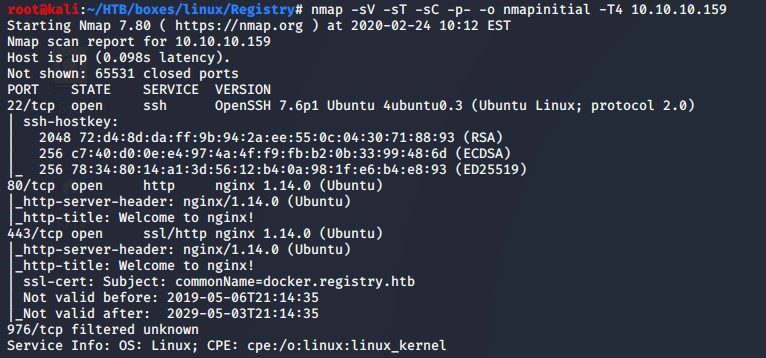 root@kali:~/HTB/boxes/linux/Registry# nmap -sV -sT -sC -p- -o nmapinitial -T4 10.10.10.159
Starting Nmap 7.80 ( https://nmap.org ) at 2020-02-24 10:12 EST
Nmap scan report for 10.10.10.159
Host is up (0.098s latency).
Not shown: 65531 closed ports
PORT    STATE    SERVICE  VERSION
22/tcp  open     ssh      OpenSSH 7.6p1 Ubuntu 4ubuntu0.3 (Ubuntu Linux; protocol 2.0)
| ssh-hostkey:
|   2048 72:d4:8d:da:ff:9b:94:2a:ee:55:0c:04:30:71:88:93 (RSA)
|   256 c7:40:d0:0e:e4:97:4a:4f:f9:fb:b2:0b:33:99:48:6d (ECDSA)
|_  256 78:34:80:14:a1:3d:56:12:b4:0a:98:1f:e6:b4:e8:93 (ED25519)
80/tcp  open     http     nginx 1.14.0 (Ubuntu)
|_http-server-header: nginx/1.14.0 (Ubuntu)
|_http-title: Welcome to nginx!
443/tcp open     ssl/http nginx 1.14.0 (Ubuntu)
|_http-server-header: nginx/1.14.0 (Ubuntu)
|_http-title: Welcome to nginx!
| ssl-cert: Subject: commonName=docker.registry.htb
| Not valid before: 2019-05-06T21:14:35
|_Not valid after:  2029-05-03T21:14:35
976/tcp filtered unknown
Service Info: OS: Linux; CPE: cpe:/o:linux:linux_kernel